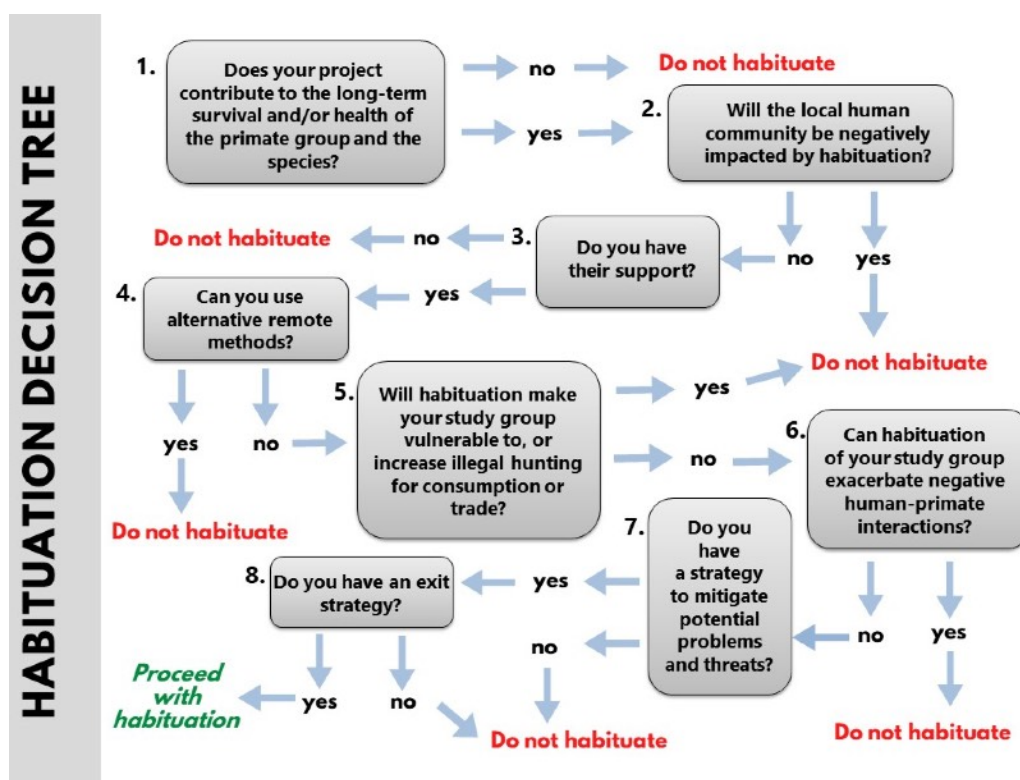 HABITUATION DECISION TREE
1.
Does your project
contribute to the long-term
survival and/or health of
the primate group and the
species?
no
Do not habituate
yes
2.
Will the local human
community be negatively
impacted by habituation?
no
yes
Do not habituate
3.
Do you have
their support?
no
Do not habituate
yes
4.
Can you use
alternative remote
methods?
yes
Do not habituate
no
5.
Will habituation make
your study group
vulnerable to, or
increase illegal hunting
for consumption or
trade?
yes
no
6.
Can habituation
of your study group
exacerbate negative
human-primate
interactions?
no
yes
Do not habituate
7.
Do you
have
a strategy
to mitigate
potential
problems
and threats?
yes
no
Do not habituate
8.
Do you have an exit
strategy?
yes
no
Proceed
with
habituation